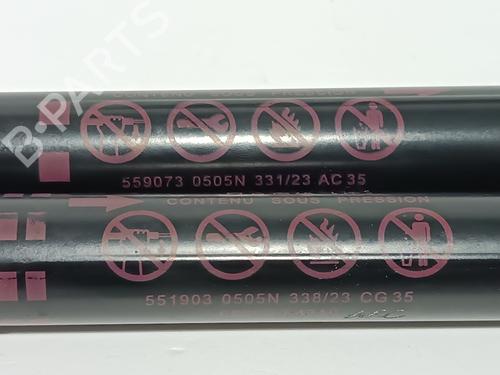 B-PARTS
CONTENU SOUS PRESSION
559073 0505N 331/23 AC 35
CONTENU SOUS PRESSION
551903 0505N 338/23 CG 35